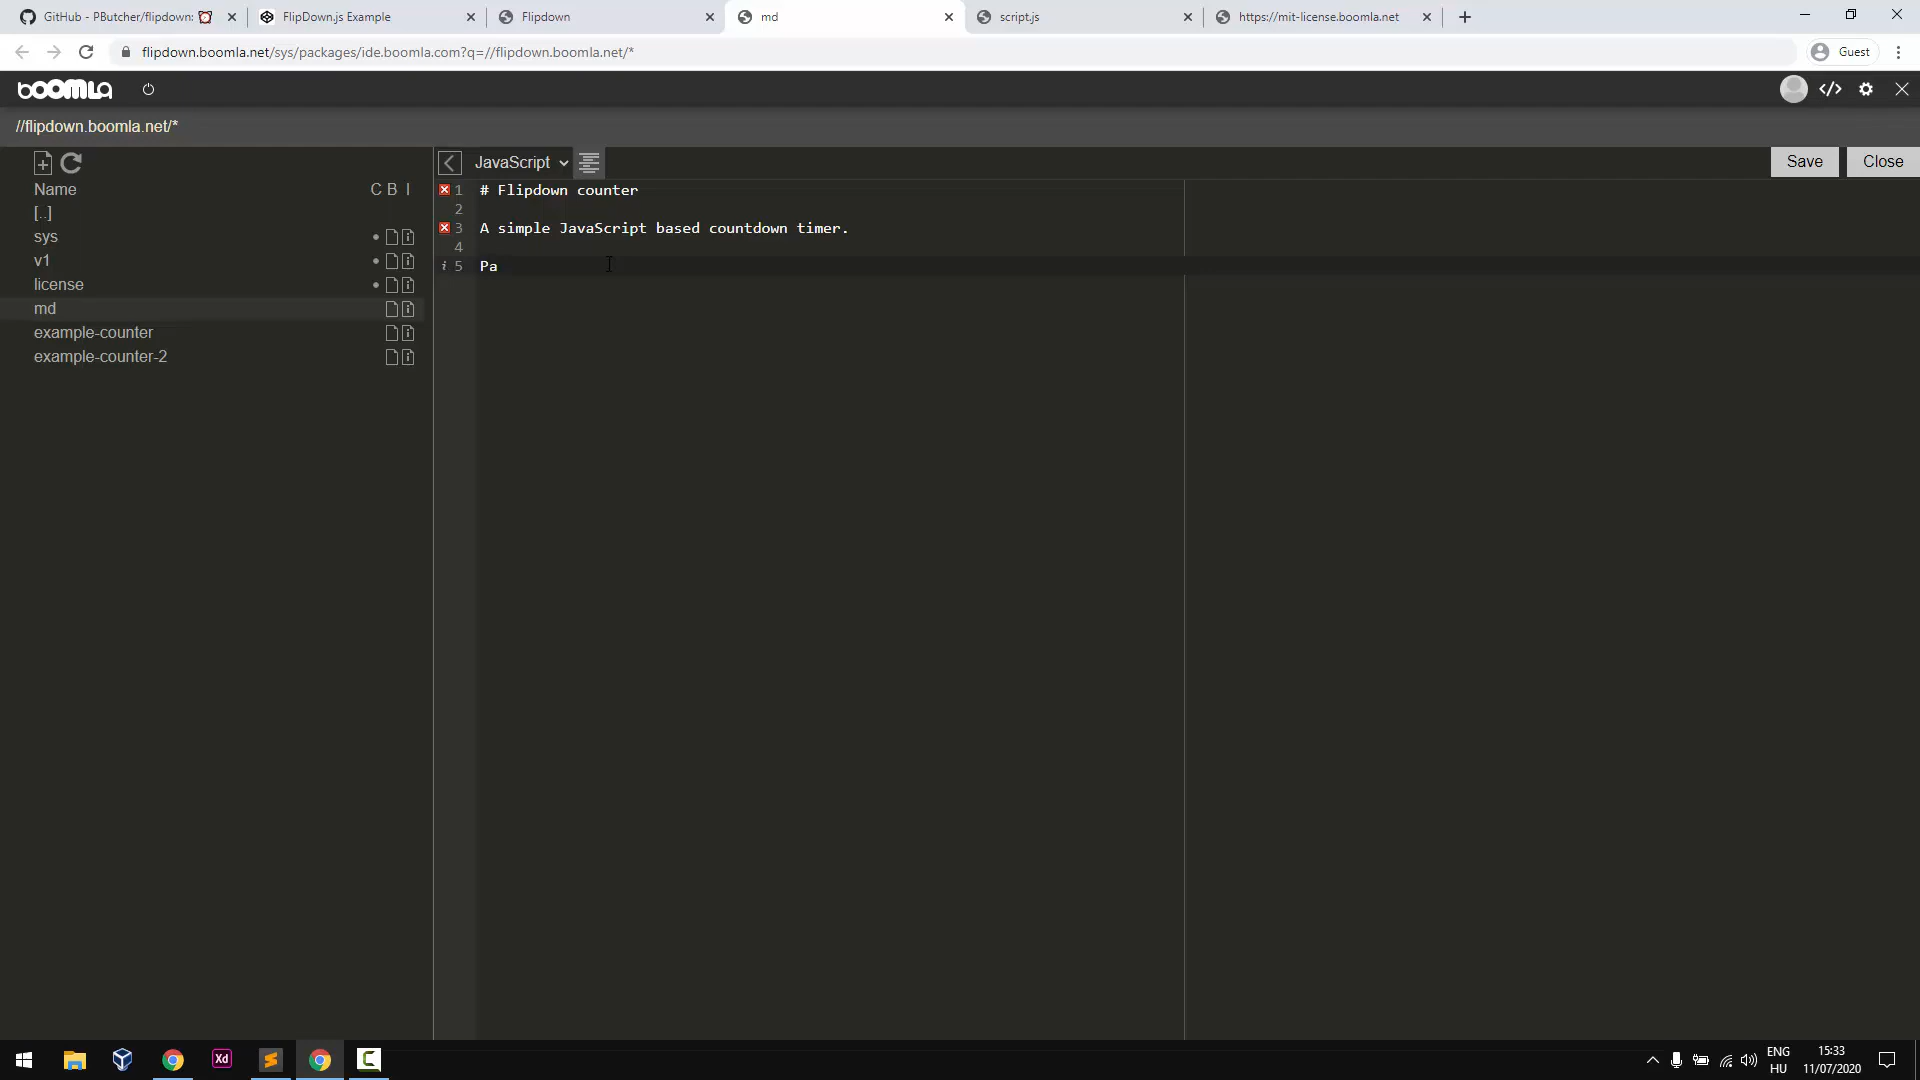 GitHub - PButcher/flipdown: FlipDown.js Example Flipdown md script.js https://mit-license.boomla.net
flipdown.boomla.net/sys/packages/ide.boomla.com?q=//flipdown.boomla.net/* Guest
boomla
//flipdown.boomla.net/*
JavaScript Save Close
Name C B I
[..]
sys
v1
license
md
example-counter
example-counter-2
1 # Flipdown counter
2
3 A simple JavaScript based countdown timer.
4
5 Pa
Xd
ENG
HU
15:33
11/07/2020